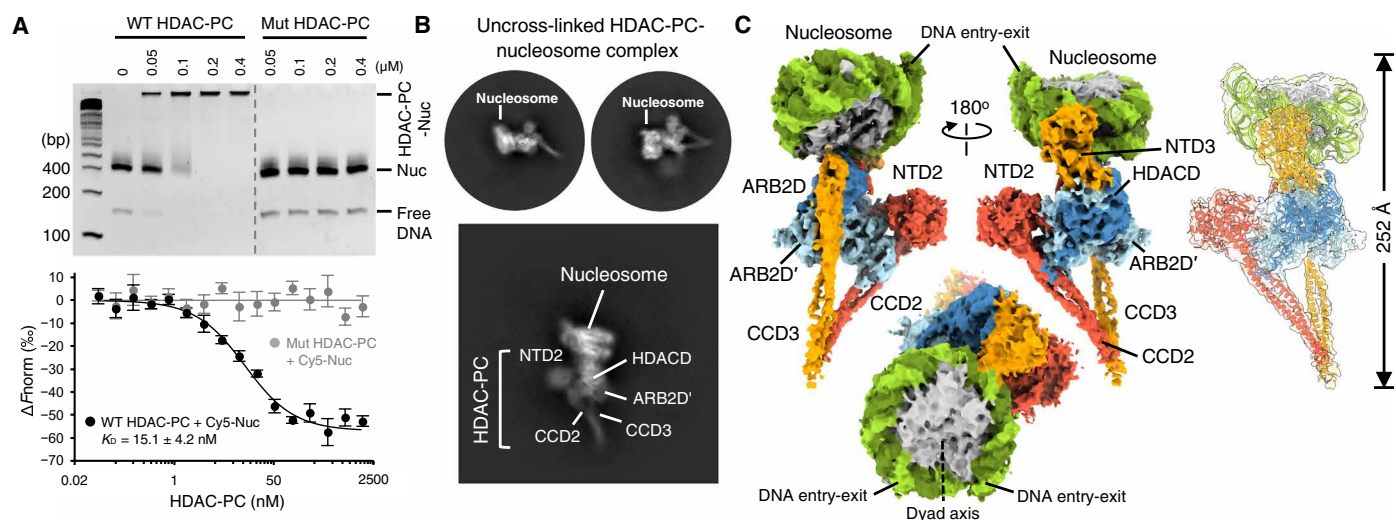 A
WT HDAC-PC
Mut HDAC-PC
0
0.05
0.1
0.2
0.4
0.05
0.1
0.2
0.4
(µM)
HDAC-PC
-Nuc
(bp)
400
200
100
Nuc
Free
DNA
10
0
−10
−20
−30
−40
−50
−60
−70
ΔFnorm (‰)
Mut HDAC-PC
+ Cy5-Nuc
WT HDAC-PC + Cy5-Nuc
KD = 15.1 ± 4.2 nM
0.02
1
50
2500
HDAC-PC (nM)
B
Uncross-linked HDAC-PC-
nucleosome complex
Nucleosome
Nucleosome
Nucleosome
NTD2
HDACD
HDAC-PC
ARB2D'
CCD2
CCD3
C
Nucleosome
DNA entry-exit
Nucleosome
180º
NTD3
ARB2D
NTD2
NTD2
HDACD
ARB2D'
ARB2D'
CCD2
CCD3
CCD3
CCD2
252 Å
DNA entry-exit
DNA entry-exit
Dyad axis